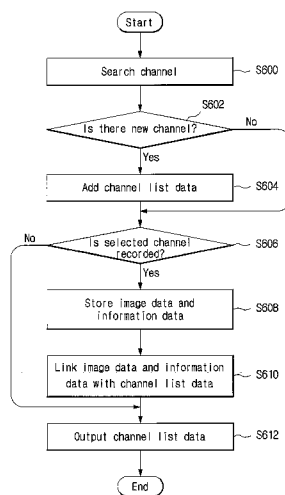 Start
Search channel
S600
S602
Is there new channel?
No
Yes
Add channel list data
S604
No
Is selected channel
recorded?
S606
Yes
Store image data and
information data
S608
Link image data and information
data with channel list data
S610
Output channel list data
S612
End